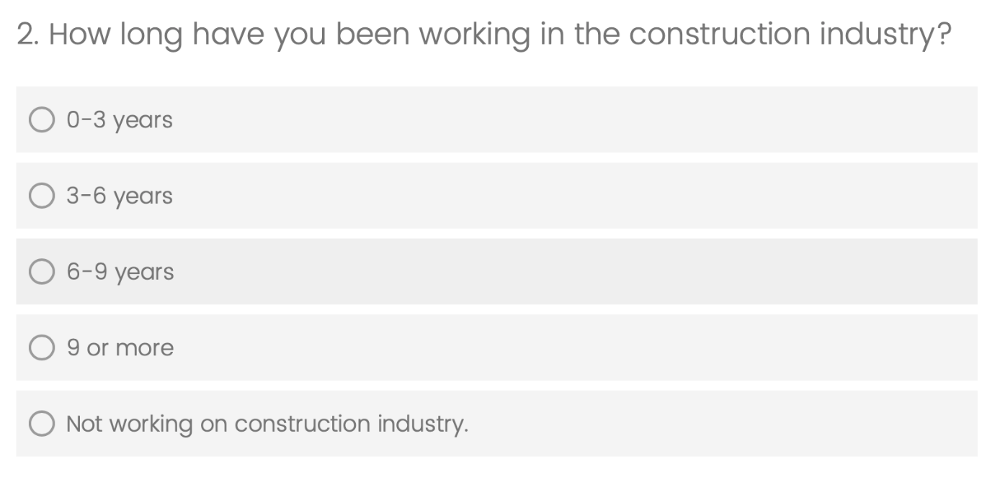 2. How long have you been working in the construction industry?
0-3 years
3-6 years
6-9 years
9 or more
Not working on construction industry.